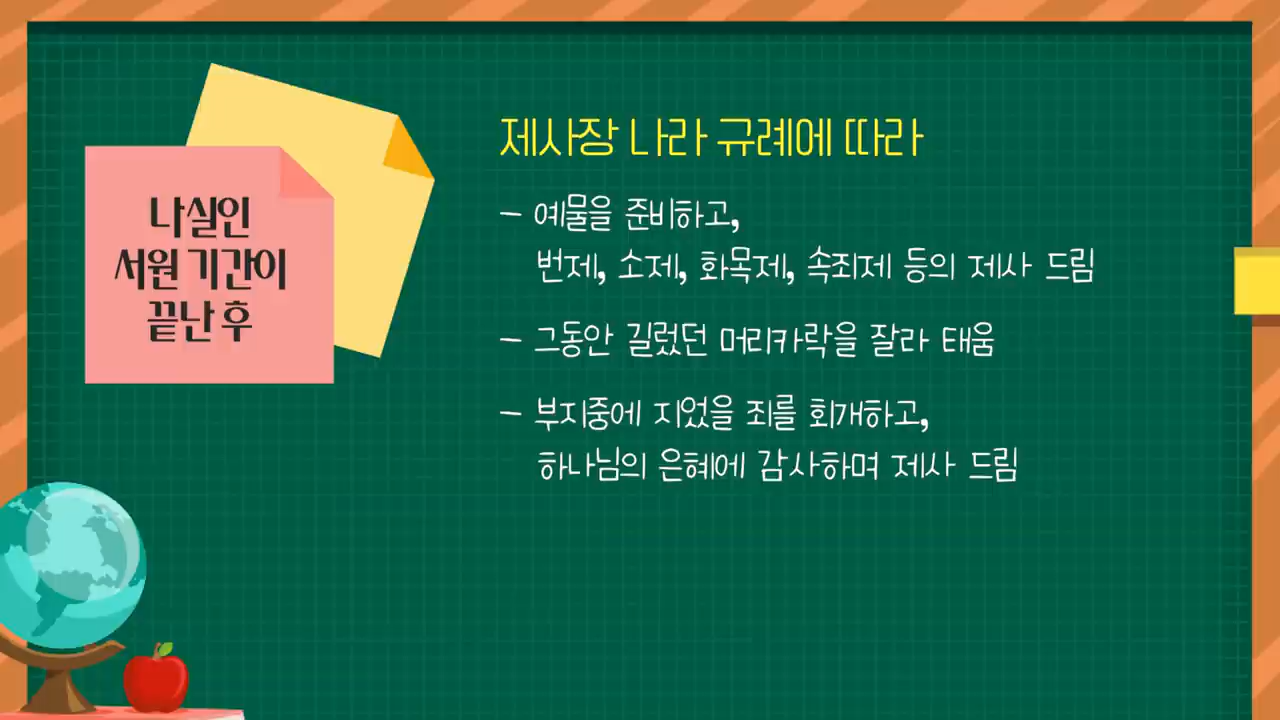 나실인
서원 기간이
끝난 후
제사장 나라 규례에 따라
– 예물을 준비하고,
번제, 소제, 화목제, 속죄제 등의 제사 드림
– 그동안 길렀던 머리카락을 잘라 태움
– 부지중에 지었을 죄를 회개하고,
하나님의 은혜에 감사하며 제사 드림